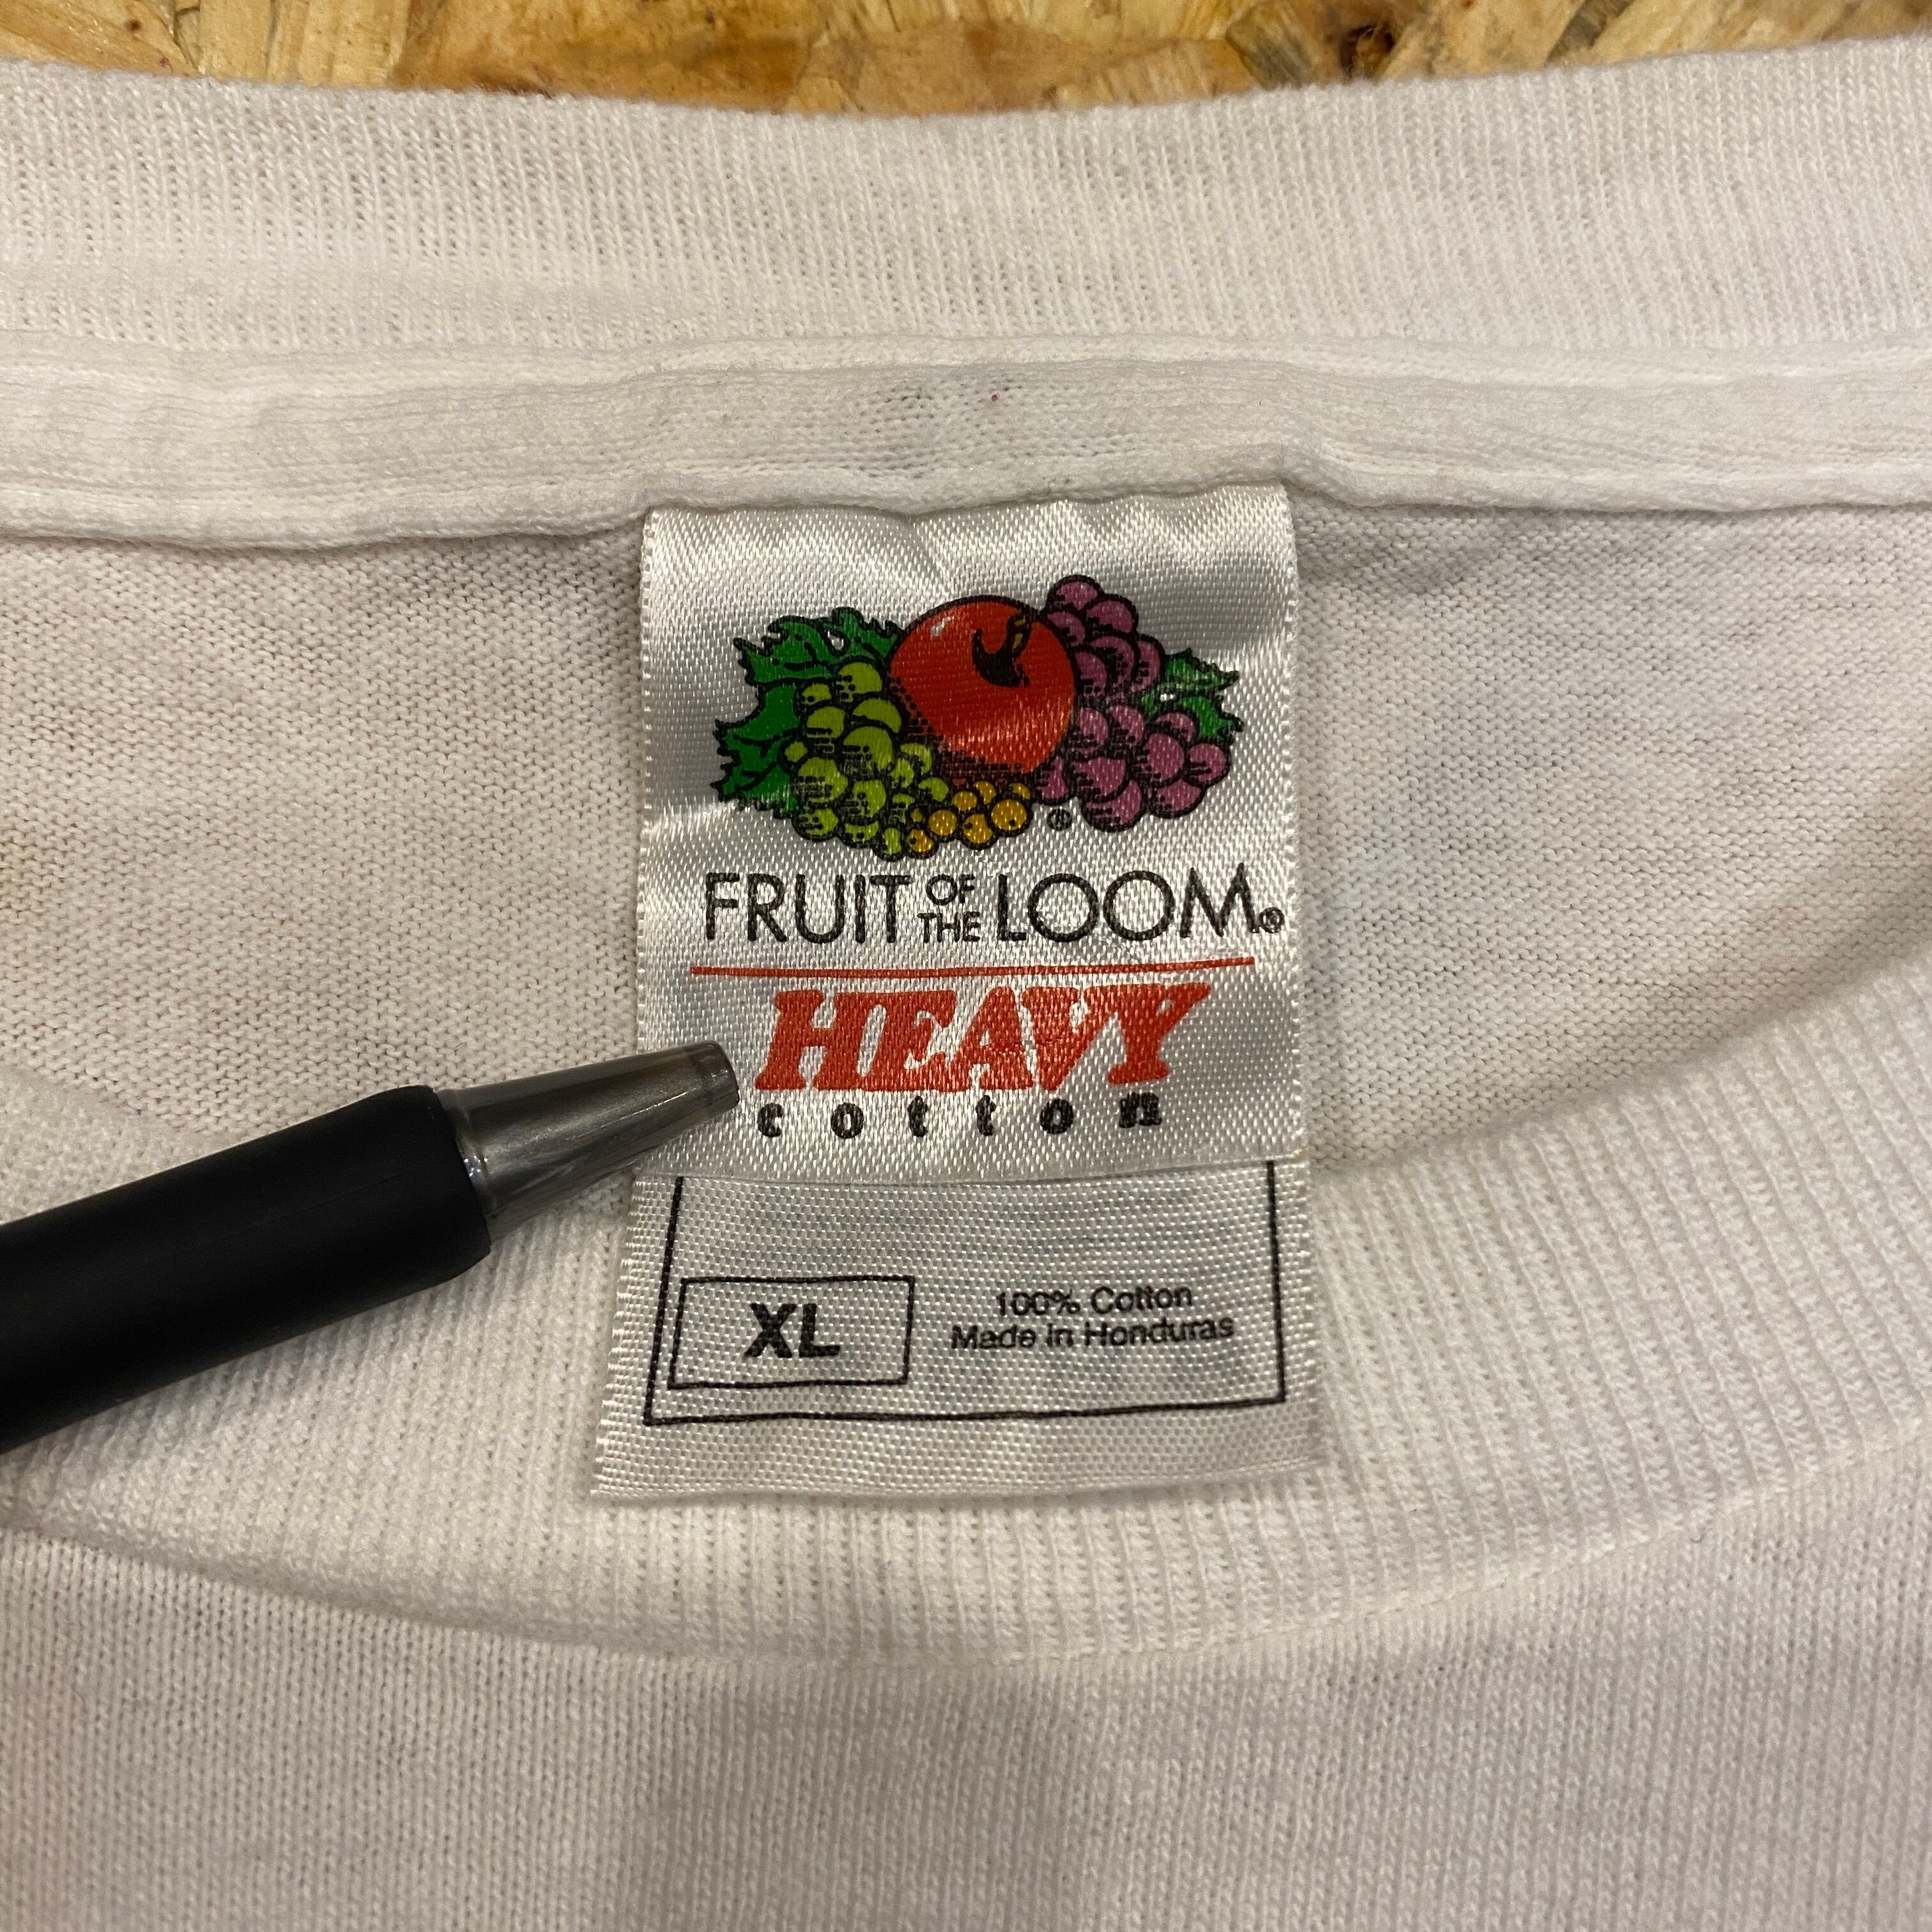 ®
FRUIT OF THE LOOM®
HEAVY
cotton
XL
100% Cotton
Made in Honduras